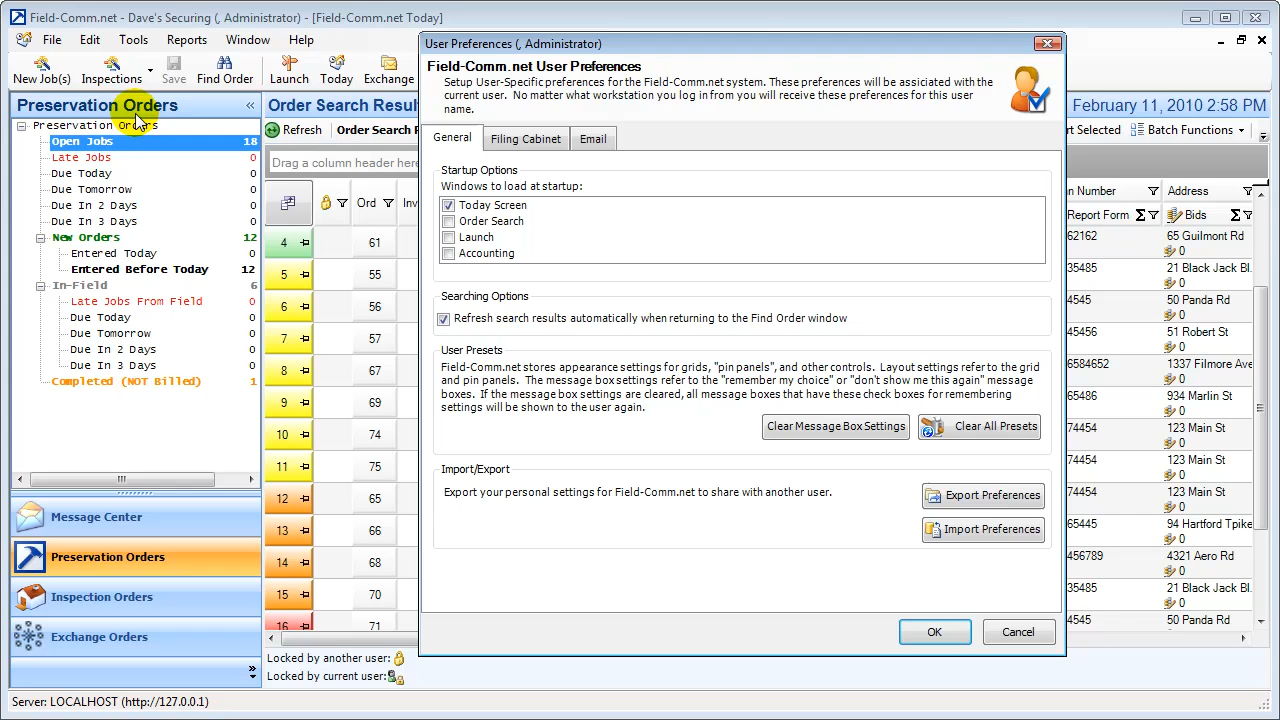 Field-Comm.net - Dave's Securing (, Administrator) - [Field-Comm.net Today]
File Edit Tools Reports Window Help
New Job(s) Inspections Save Find Order Launch Today Exchange
Preservation Orders «
Preservation Orders
Open Jobs 18
Late Jobs 0
Due Today 0
Due Tomorrow 0
Due In 2 Days 0
Due In 3 Days 0
New Orders 12
Entered Today 0
Entered Before Today 12
In-Field 6
Late Jobs From Field 0
Due Today 0
Due Tomorrow 0
Due In 2 Days 0
Due In 3 Days 0
Completed (NOT Billed) 1
Message Center
Preservation Orders
Inspection Orders
Exchange Orders
Order Search Resul
February 11, 2010 2:58 PM
Refresh Order Search F
rt Selected Batch Functions
Drag a column header here
Ord Inv
4 61
5 55
6 56
7 57
8 67
9 69
10 74
11 75
12 65
13 66
14 68
15 70
16 71
an Number Address
Report Form Σ Bids Σ
62162 65 Guilmont Rd
0
35485 21 Black Jack Bl.
0
4545 50 Panda Rd
0
45456 51 Robert St
0
6584652 1337 Filmore Ave
0
65486 934 Marlin St
0
74454 123 Main St
0
74454 123 Main St
0
74454 123 Main St
0
65445 94 Hartford Tpike
0
456789 4321 Aero Rd
0
35485 21 Black Jack Bl.
0
4545 50 Panda Rd
0
Locked by another user:
Locked by current user:
Server: LOCALHOST (http://127.0.0.1)
User Preferences (, Administrator)
Field-Comm.net User Preferences
Setup User-Specific preferences for the Field-Comm.net system. These preferences will be assiciated with the
current user. No matter what workstation you log in from you will receive these preferences for this user
name.
General Filing Cabinet Email
Startup Options
Windows to load at startup:
Today Screen
Order Search
Launch
Accounting
Searching Options
Refresh search results automatically when returning to the Find Order window
User Presets
Field-Comm.net stores appearance settings for grids, "pin panels", and other controls. Layout settings refer to the grid
and pin panels. The message box settings refer to the "remember my choice" or "don't show me this again" message
boxes. If the message box settings are cleared, all message boxes that have these check boxes for remembering
settings will be shown to the user again.
Clear Message Box Settings Clear All Presets
Import/Export
Export your personal settings for Field-Comm.net to share with another user.
Export Preferences
Import Preferences
OK Cancel